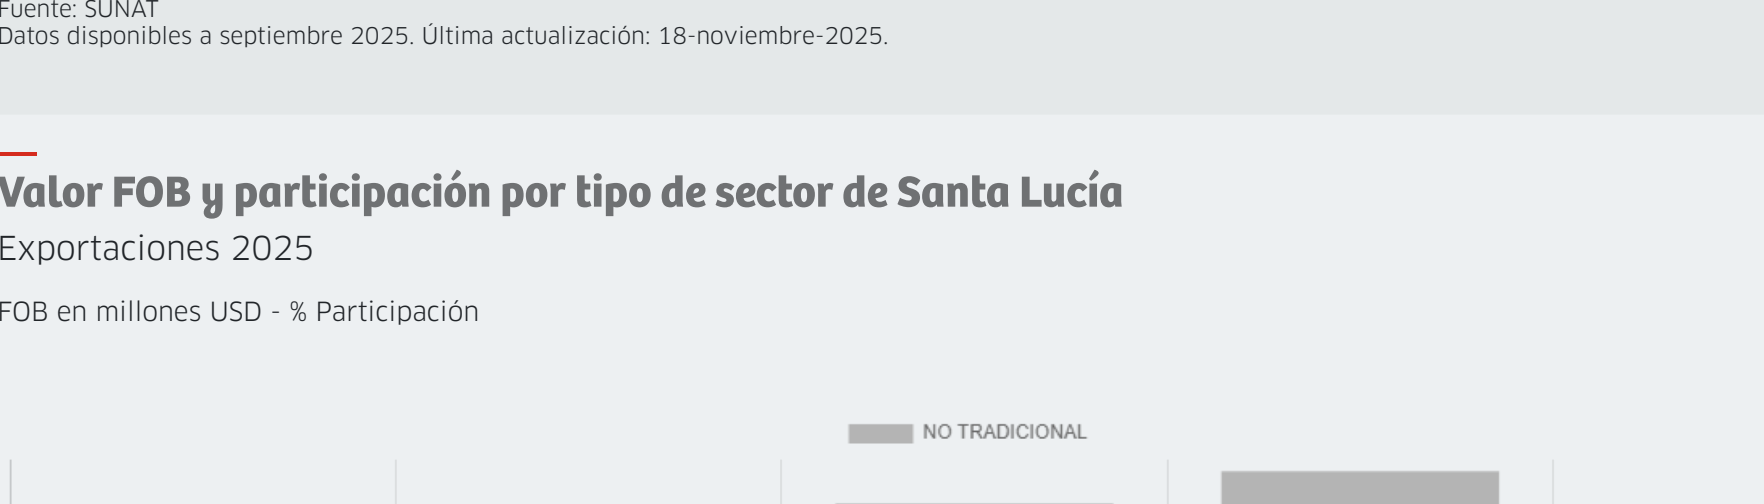 Fuente: SUNAT
Datos disponibles a septiembre 2025. Última actualización: 18-noviembre-2025.
Valor FOB y participación por tipo de sector de Santa Lucía
Exportaciones 2025
FOB en millones USD - % Participación
NO TRADICIONAL